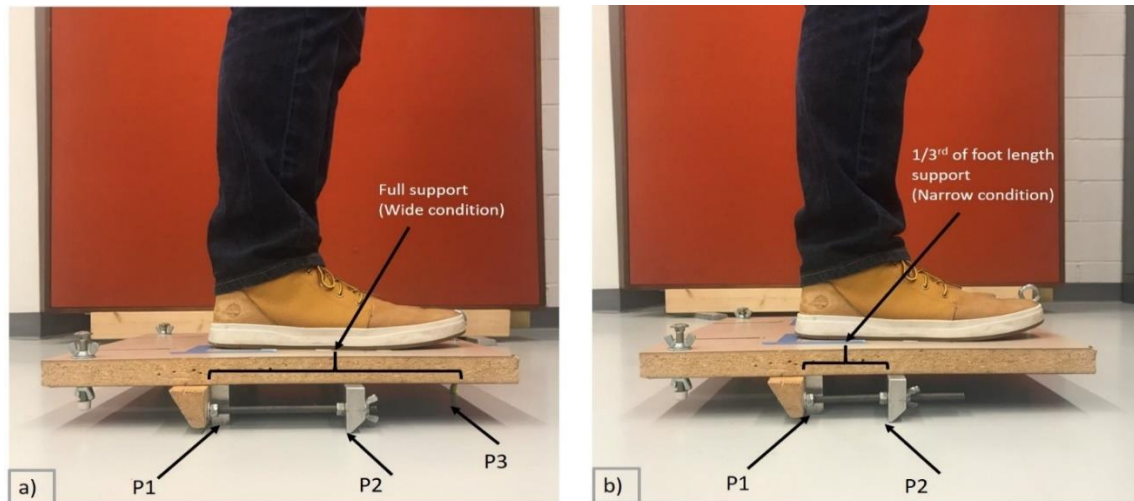 Full support
(Wide condition)
P1
P2
P3
a)
1/3rd of foot length
support
(Narrow condition)
P1
P2
b)